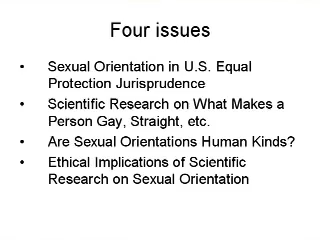 Four issues
• Sexual Orientation in U.S. Equal
Protection Jurisprudence
• Scientific Research on What Makes a
Person Gay, Straight, etc.
• Are Sexual Orientations Human Kinds?
• Ethical Implications of Scientific
Research on Sexual Orientation